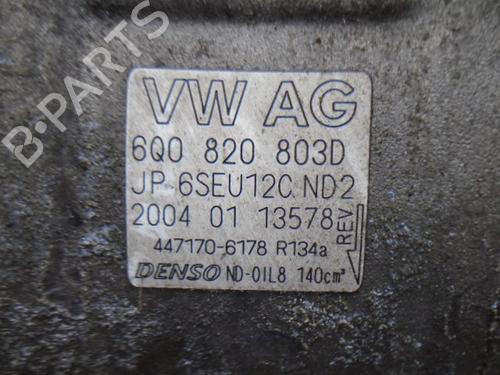 B-PARTS
VW AG
6Q0 820 803D
JP 6SEU12C ND2
2004 01 13578
REV
447170-6178 R134a
DENSO ND-OIL8 140cm³